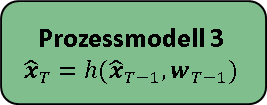 Prozessmodell 3
𝒙̂_T = h(𝒙̂_{T−1}, 𝒘_{T−1})